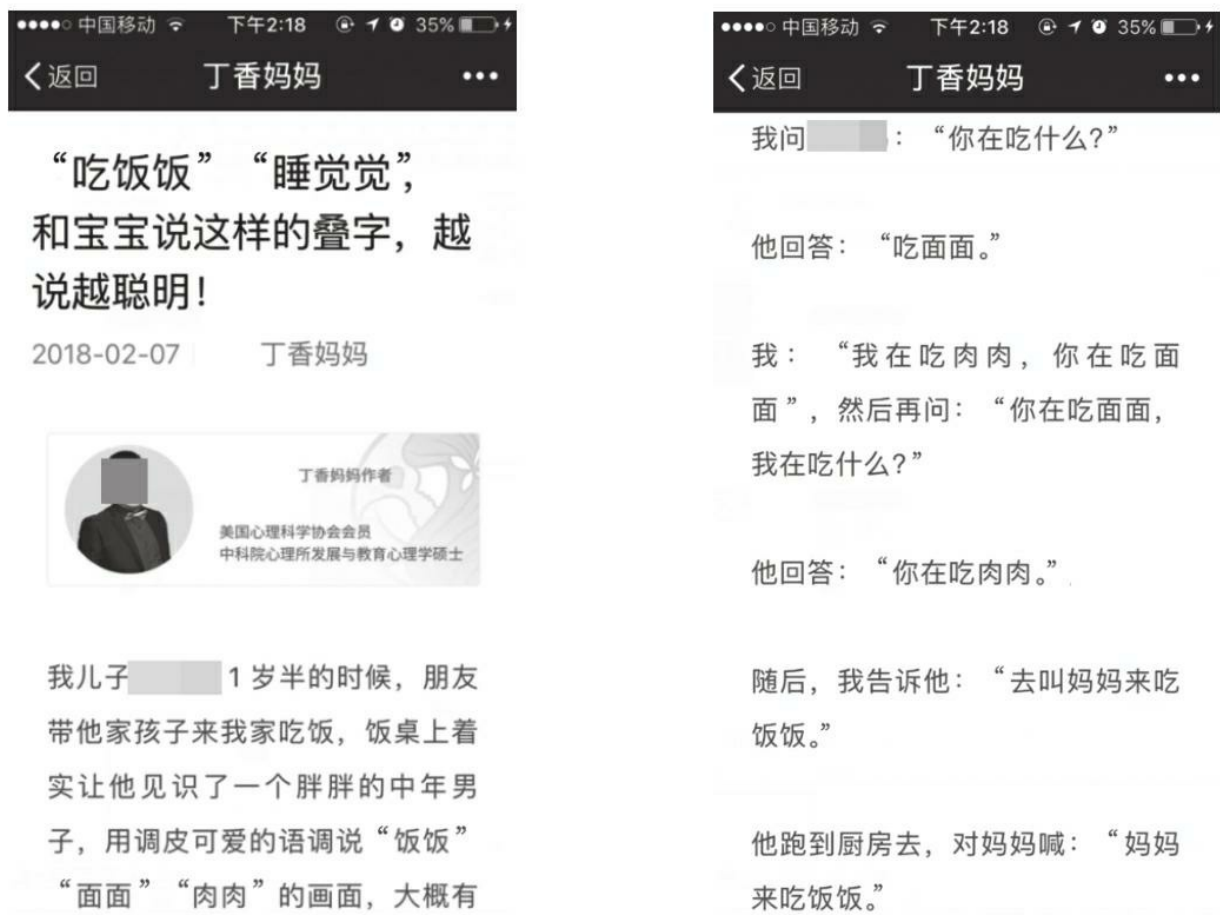 中国移动 下午2:18 35%
返回 丁香妈妈
“吃饭饭”“睡觉觉”，
和宝宝说这样的叠字，越
说越聪明！
2018-02-07 丁香妈妈
丁香妈妈作者
美国心理科学协会会员
中科院心理所发展与教育心理学硕士
我儿子 1 岁半的时候，朋友
带他家孩子来我家吃饭，饭桌上着
实让他见识了一个胖胖的中年男
子，用调皮可爱的语调说“饭饭”
“面面”“肉肉”的画面，大概有
中国移动 下午2:18 35%
返回 丁香妈妈
我问 ：“你在吃什么？”
他回答：“吃面面。”
我：“我在吃肉肉，你在吃面
面”，然后再问：“你在吃面面，
我在吃什么？”
他回答：“你在吃肉肉。”
随后，我告诉他：“去叫妈妈来吃
饭饭。”
他跑到厨房去，对妈妈喊：“妈妈
来吃饭饭。”